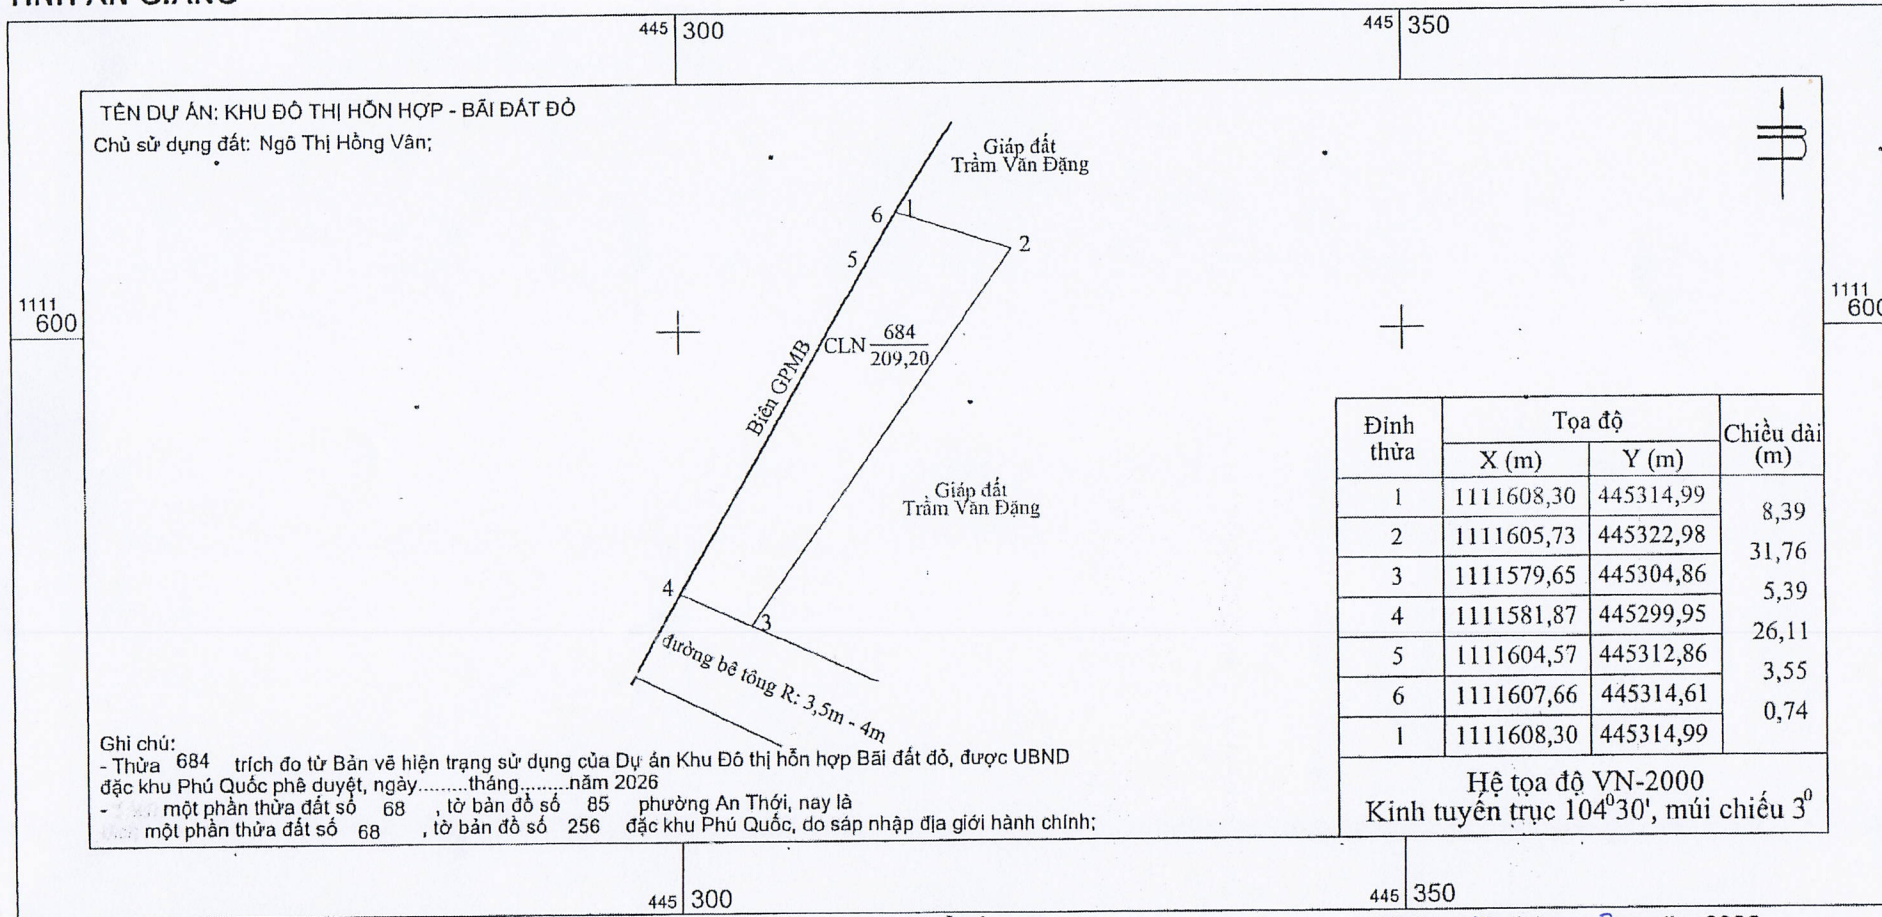 445 300
445 350
TÊN DỰ ÁN: KHU ĐÔ THỊ HỖN HỢP - BÃI ĐẤT ĐỎ
Chủ sử dụng đất: Ngô Thị Hồng Vân;
Giáp đất
Trầm Văn Đặng
6
1
2
5
1111
600
1111
600
CLN 684
209,20
Biên GPMB
Giáp đất
Trầm Văn Đặng
4
3
đường bê tông R: 3,5m - 4m
Đỉnh thửa Tọa độ Chiều dài (m)
X (m) Y (m)
1 1111608,30 445314,99
8,39
2 1111605,73 445322,98
31,76
3 1111579,65 445304,86
5,39
4 1111581,87 445299,95
26,11
5 1111604,57 445312,86
3,55
6 1111607,66 445314,61
0,74
1 1111608,30 445314,99
Hệ tọa độ VN-2000
Kinh tuyến trục 104⁰30', múi chiếu 3⁰
Ghi chú:
- Thửa 684 trích đo từ Bản vẽ hiện trạng sử dụng của Dự án Khu Đô thị hỗn hợp Bãi đất đỏ, được UBND
đặc khu Phú Quốc phê duyệt, ngày.........tháng.........năm 2026
- một phần thửa đất số 68 , tờ bản đồ số 85 phường An Thới, nay là
một phần thửa đất số 68 , tờ bản đồ số 256 đặc khu Phú Quốc, do sáp nhập địa giới hành chính;
445 300
445 350